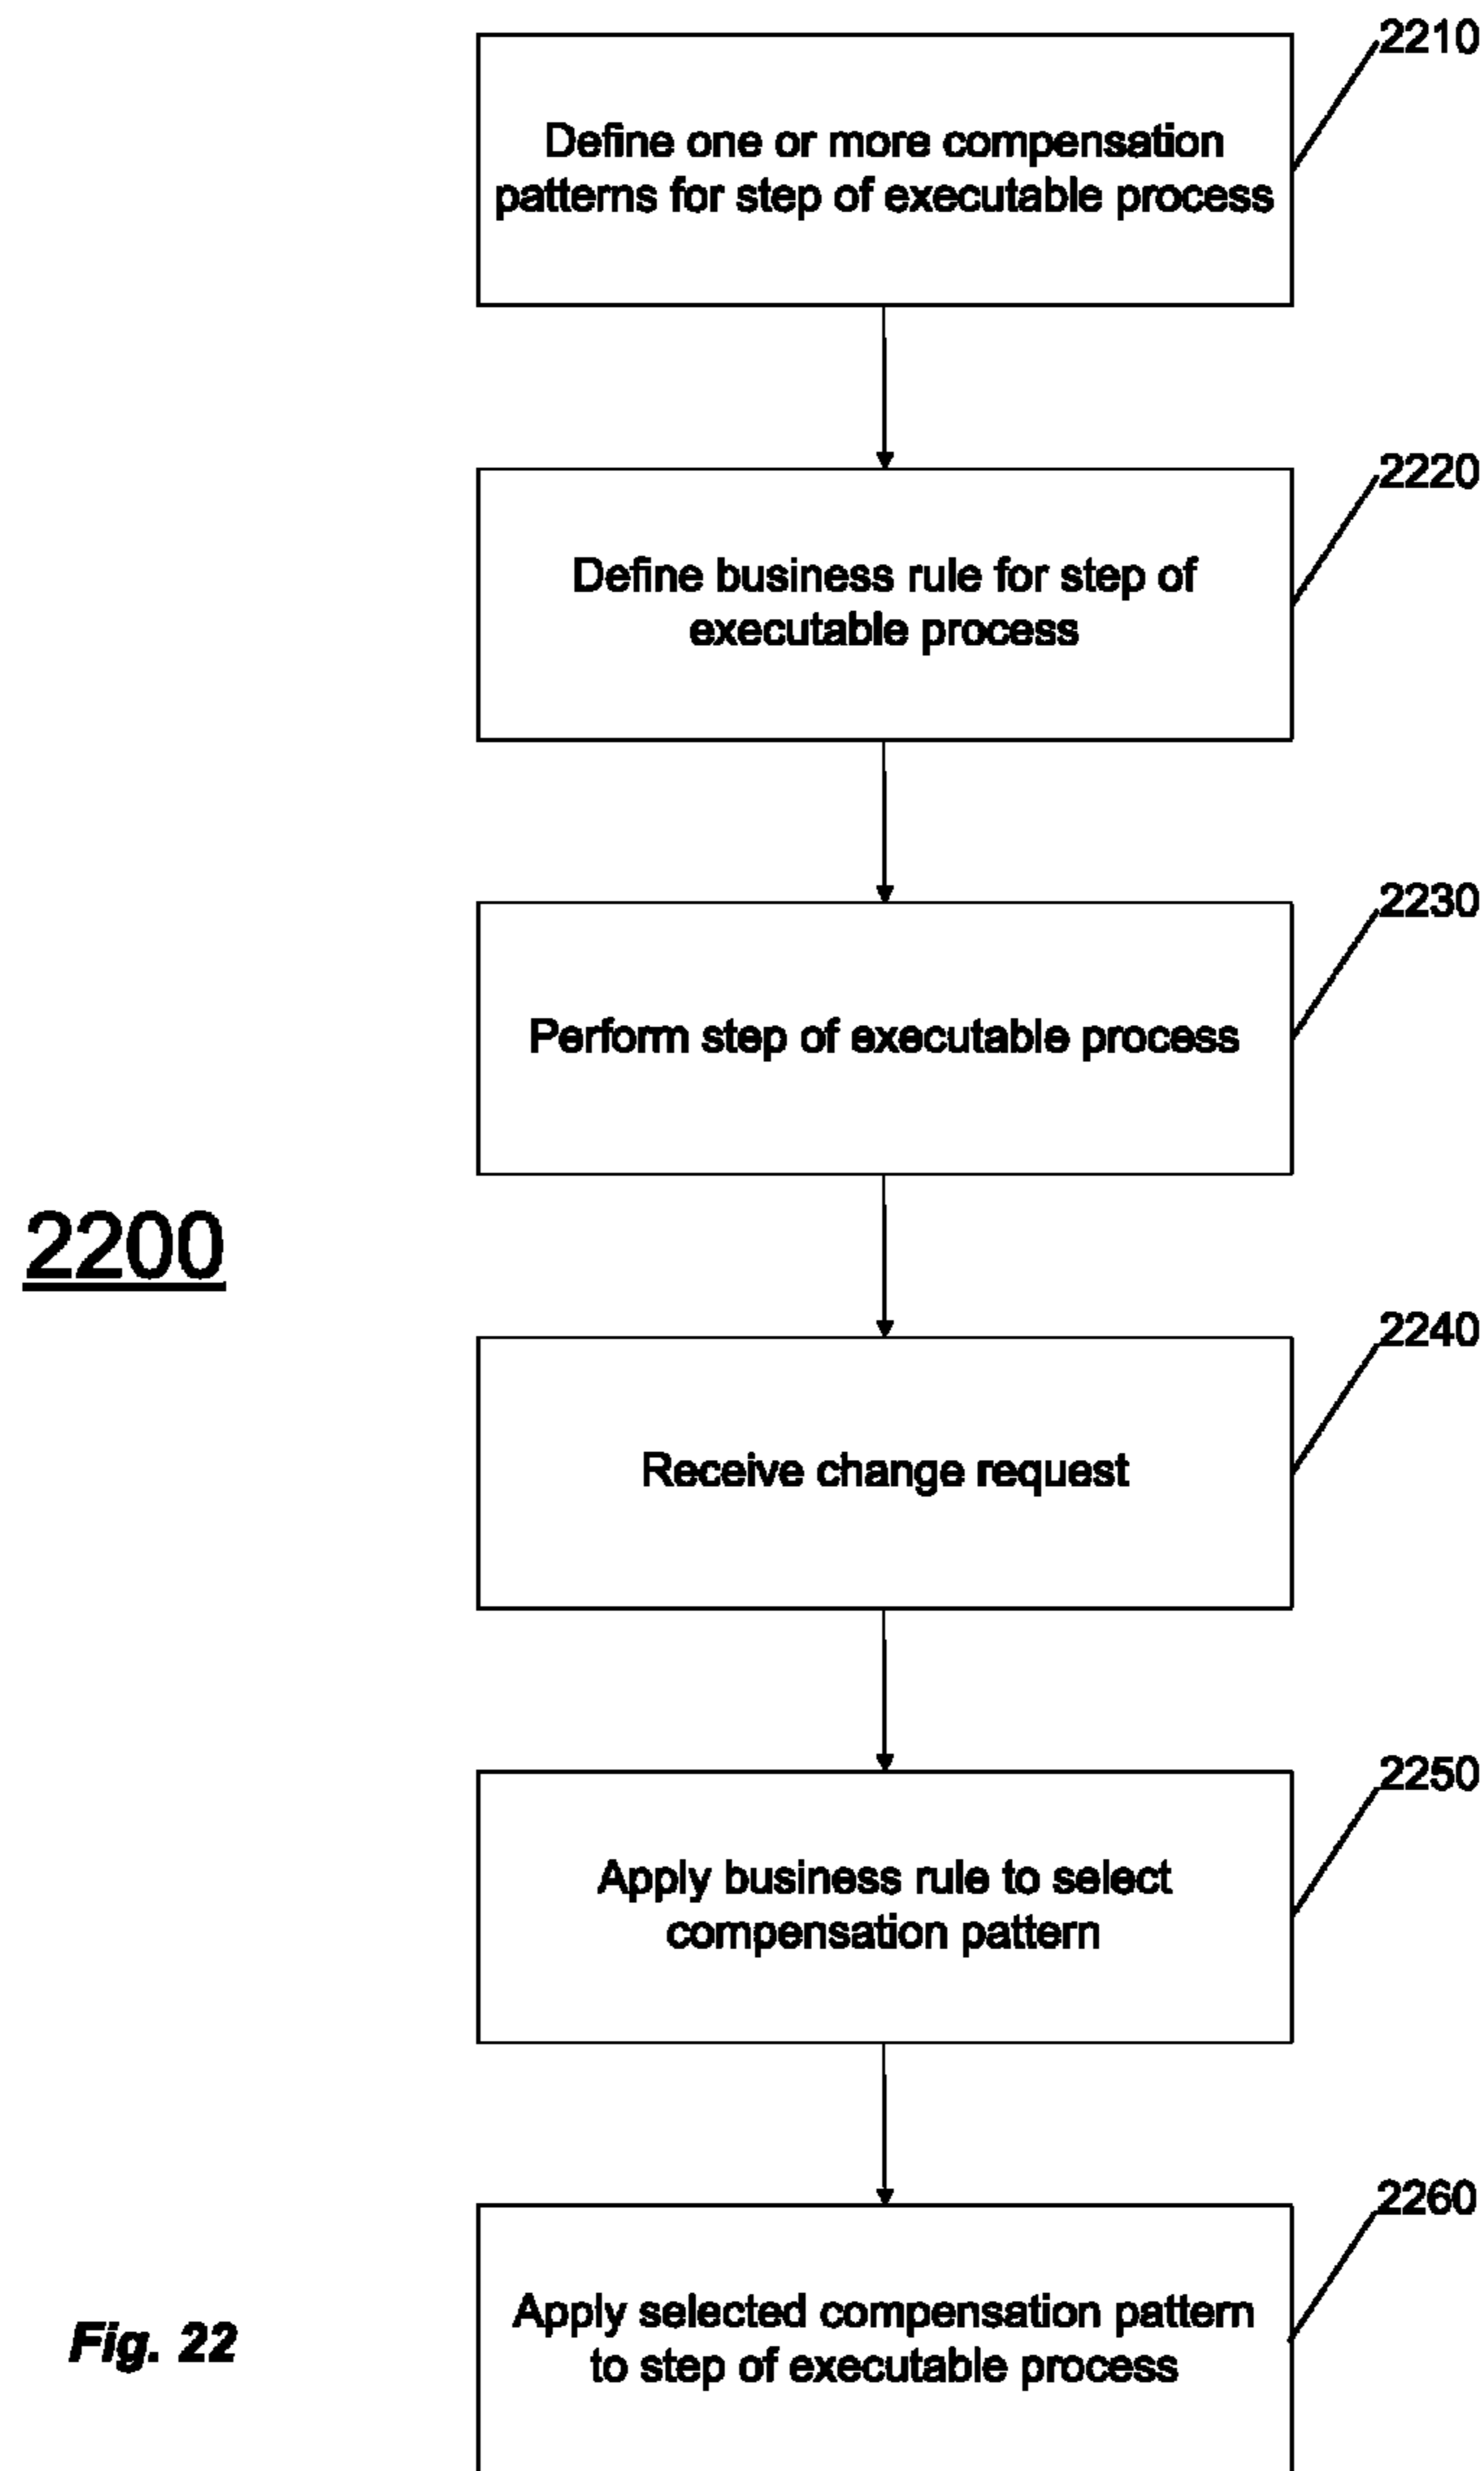 2210
Define one or more compensation
patterns for step of executable process
2220
Define business rule for step of
executable process
2230
Perform step of executable process
2200
2240
Receive change request
2250
Apply business rule to select
compensation pattern
2260
Apply selected compensation pattern
to step of executable process
Fig. 22